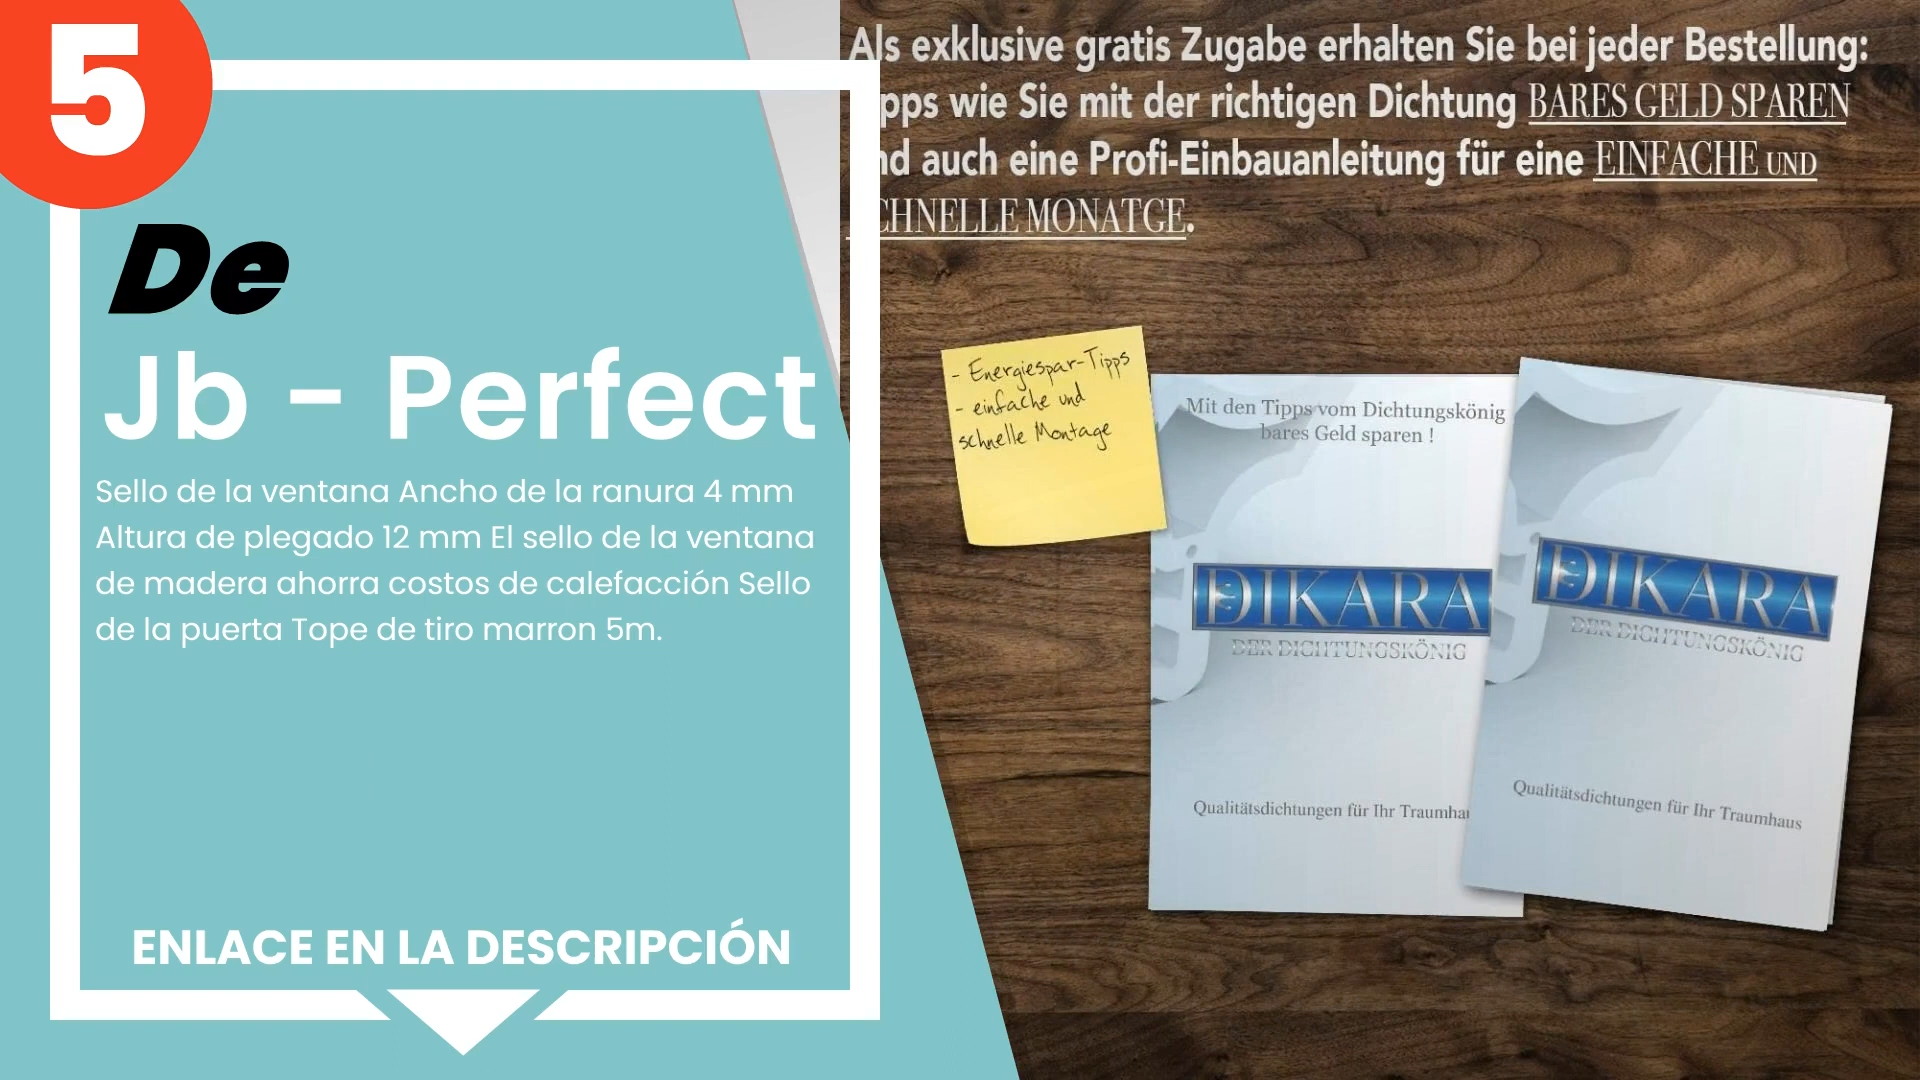 5
De
Jb - Perfect
Sello de la ventana Ancho de la ranura 4 mm
Altura de plegado 12 mm El sello de la ventana
de madera ahorra costos de calefacción Sello
de la puerta Tope de tiro marron 5m.
ENLACE EN LA DESCRIPCIÓN
Als exklusive gratis Zugabe erhalten Sie bei jeder Bestellung:
ipps wie Sie mit der richtigen Dichtung BARES GELD SPAREN
nd auch eine Profi-Einbauanleitung für eine EINFACHE UND
CHNELLE MONATGE.
- Energiespar-Tipps
- einfache und
schnelle Montage
Mit den Tipps vom Dichtungskönig
bares Geld sparen !
DIKARA
DER DICHTUNGSKÖNIG
Qualitätsdichtungen für Ihr Traumhau
DIKARA
DER DICHTUNGSKÖNIG
Qualitätsdichtungen für Ihr Traumhaus